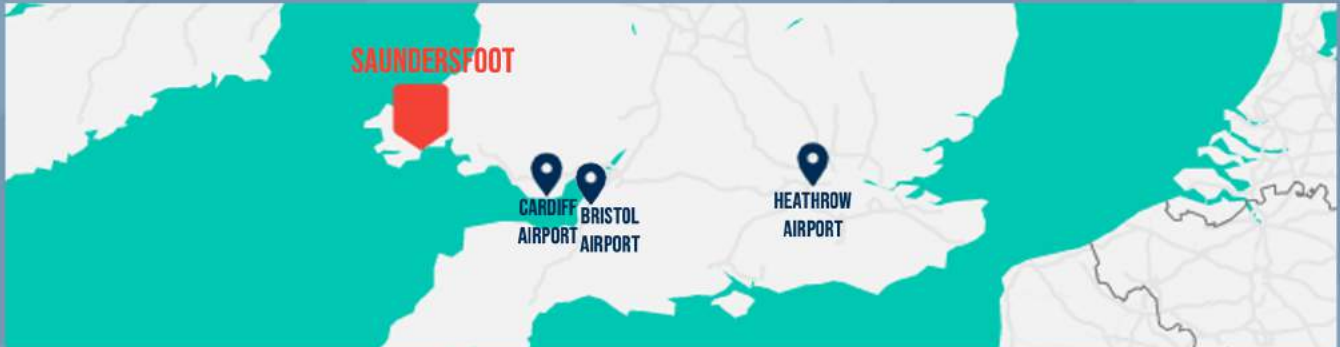 SAUNDERSFOOT
CARDIFF
AIRPORT
BRISTOL
AIRPORT
HEATHROW
AIRPORT